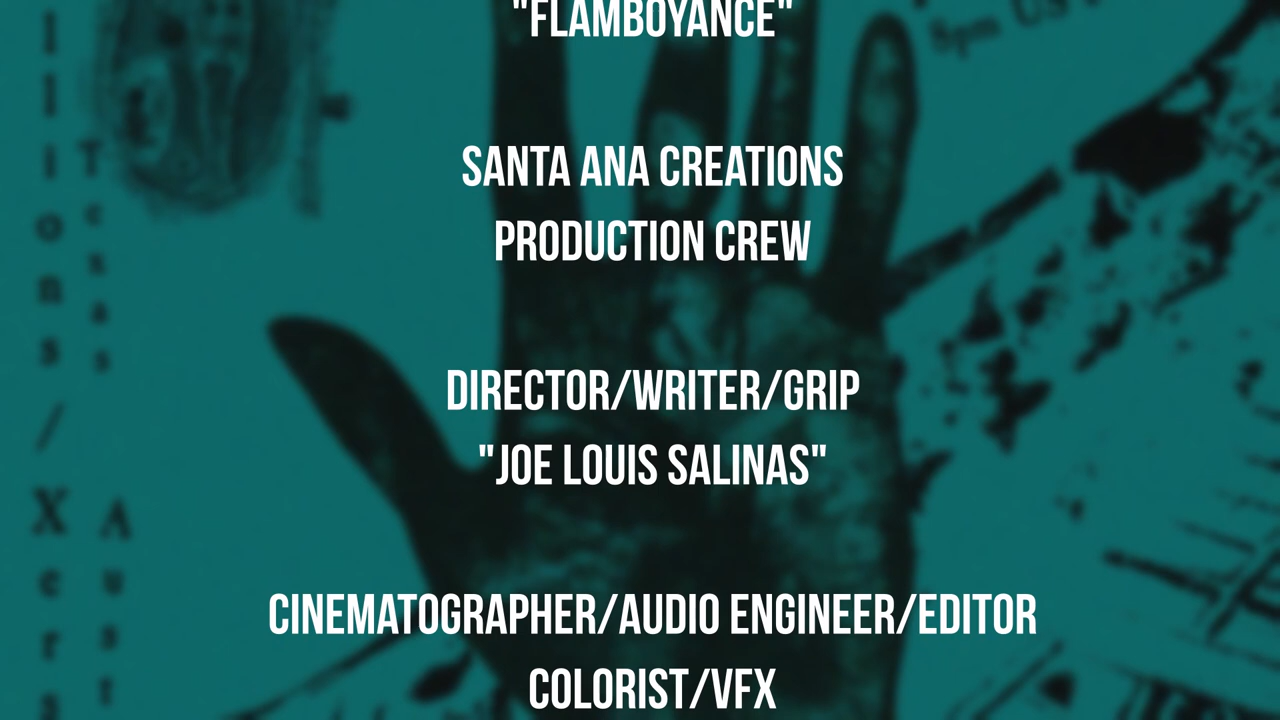 "FLAMBOYANCE"
SANTA ANA CREATIONS
PRODUCTION CREW
DIRECTOR/WRITER/GRIP
"JOE LOUIS SALINAS"
CINEMATOGRAPHER/AUDIO ENGINEER/EDITOR
COLORIST/VFX